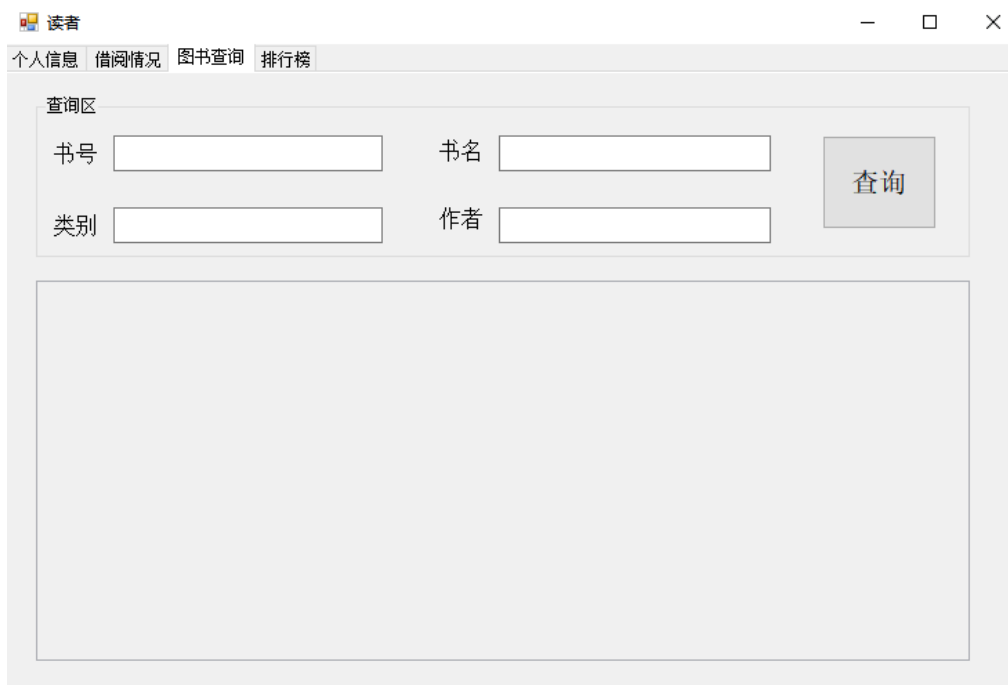 读者
个人信息 借阅情况 图书查询 排行榜
查询区
书号 书名
查询
类别 作者